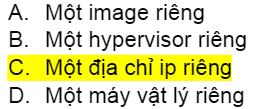 A. Một image riêng
B. Một hypervisor riêng
C. Một địa chỉ ip riêng
D. Một máy vật lý riêng